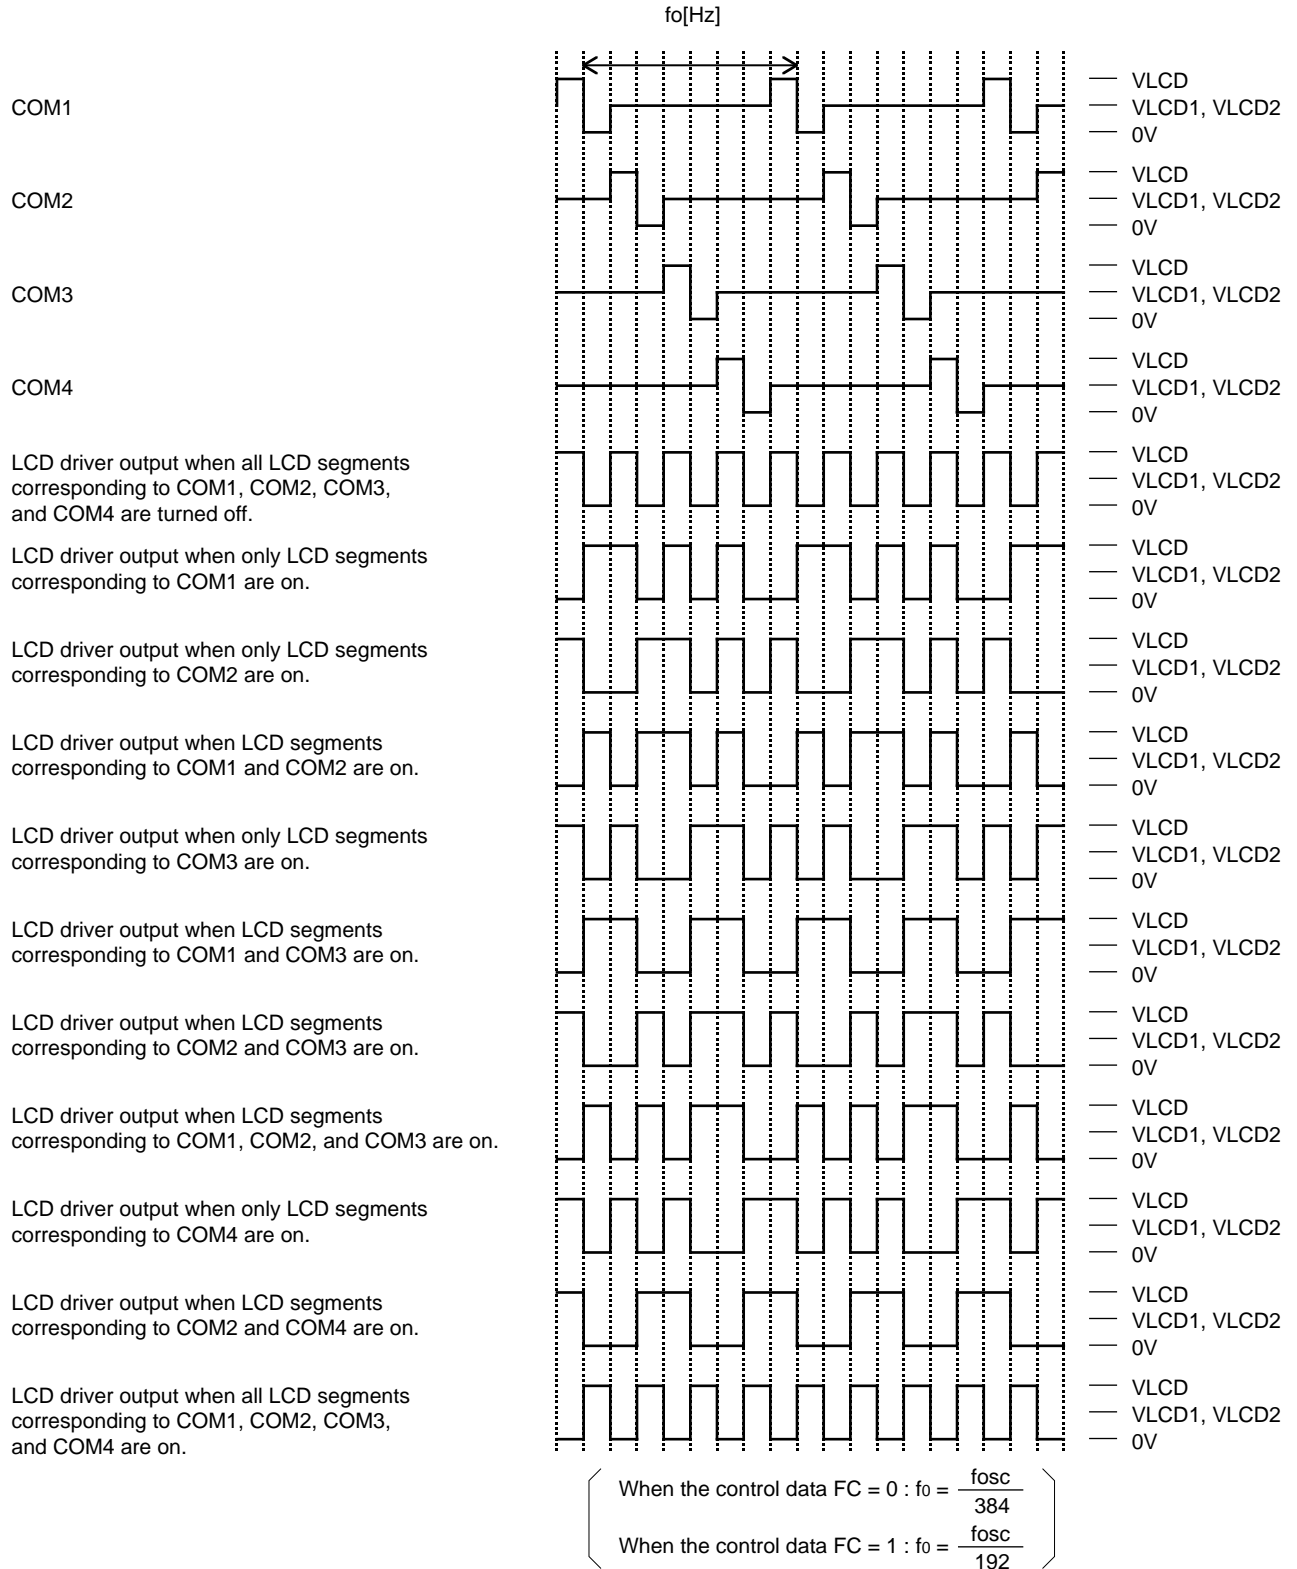 fo[Hz]
COM1
VLCD
VLCD1, VLCD2
0V
COM2
VLCD
VLCD1, VLCD2
0V
COM3
VLCD
VLCD1, VLCD2
0V
COM4
VLCD
VLCD1, VLCD2
0V
LCD driver output when all LCD segments
corresponding to COM1, COM2, COM3,
and COM4 are turned off.
VLCD
VLCD1, VLCD2
0V
LCD driver output when only LCD segments
corresponding to COM1 are on.
VLCD
VLCD1, VLCD2
0V
LCD driver output when only LCD segments
corresponding to COM2 are on.
VLCD
VLCD1, VLCD2
0V
LCD driver output when LCD segments
corresponding to COM1 and COM2 are on.
VLCD
VLCD1, VLCD2
0V
LCD driver output when only LCD segments
corresponding to COM3 are on.
VLCD
VLCD1, VLCD2
0V
LCD driver output when LCD segments
corresponding to COM1 and COM3 are on.
VLCD
VLCD1, VLCD2
0V
LCD driver output when LCD segments
corresponding to COM2 and COM3 are on.
VLCD
VLCD1, VLCD2
0V
LCD driver output when LCD segments
corresponding to COM1, COM2, and COM3 are on.
VLCD
VLCD1, VLCD2
0V
LCD driver output when only LCD segments
corresponding to COM4 are on.
VLCD
VLCD1, VLCD2
0V
LCD driver output when LCD segments
corresponding to COM2 and COM4 are on.
VLCD
VLCD1, VLCD2
0V
LCD driver output when all LCD segments
corresponding to COM1, COM2, COM3,
and COM4 are on.
VLCD
VLCD1, VLCD2
0V
When the control data FC = 0 : f0 = fosc
384
When the control data FC = 1 : f0 = fosc
192